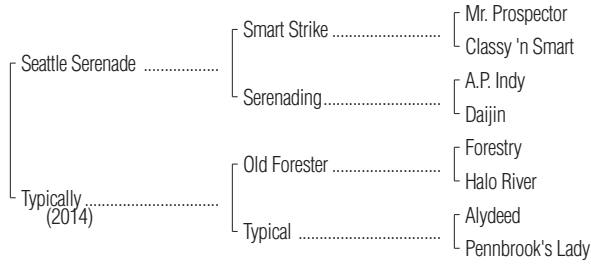 Mr. Prospector
Smart Strike ........................
Classy 'n Smart
Seattle Serenade ................
A.P. Indy
Serenading..........................
Daijin
Forestry
Old Forester ........................
Halo River
Typically .............................
(2014)
Alydeed
Typical ................................
Pennbrook's Lady